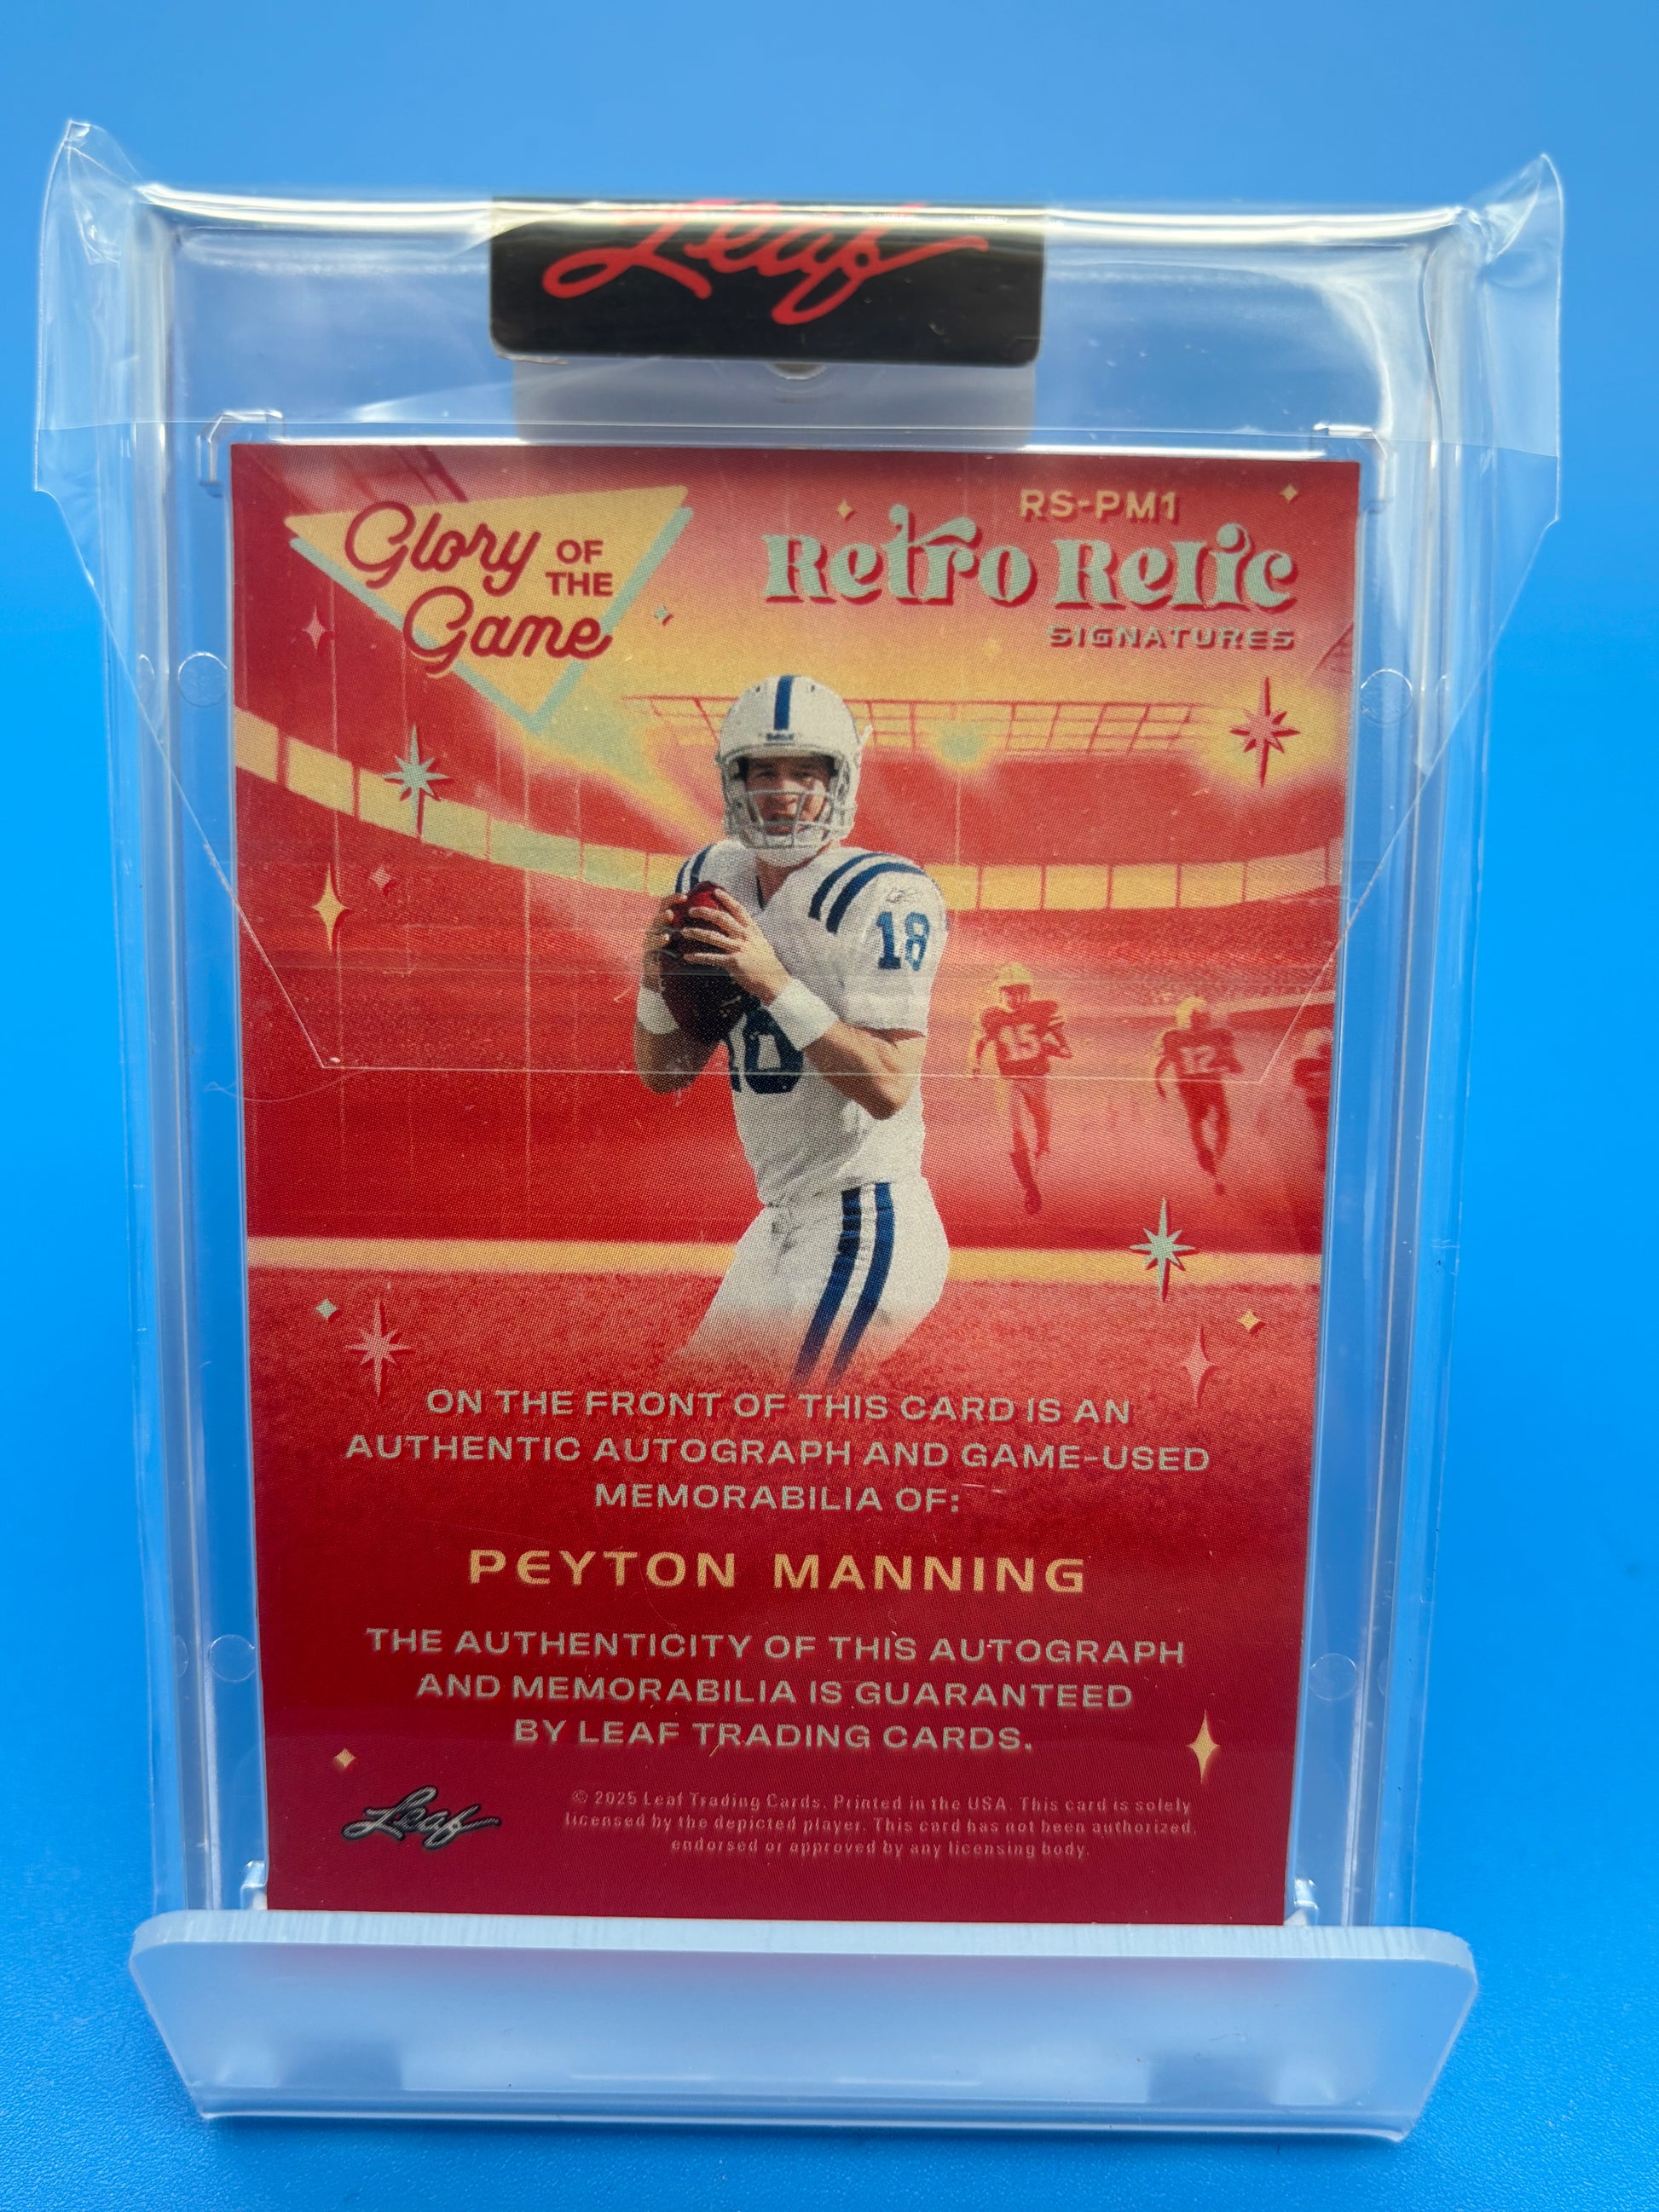 Leaf
RS-PM1
Glory OF
THE
Game
Retro Relic
SIGNATURES
18
18
15
12
ON THE FRONT OF THIS CARD IS AN
AUTHENTIC AUTOGRAPH AND GAME-USED
MEMORABILIA OF:
PEYTON MANNING
THE AUTHENTICITY OF THIS AUTOGRAPH
AND MEMORABILIA IS GUARANTEED
BY LEAF TRADING CARDS.
Leaf
© 2025 Leaf Trading Cards. Printed in the USA. This card is solely
licensed by the depicted player. This card has not been authorized,
endorsed or approved by any licensing body.